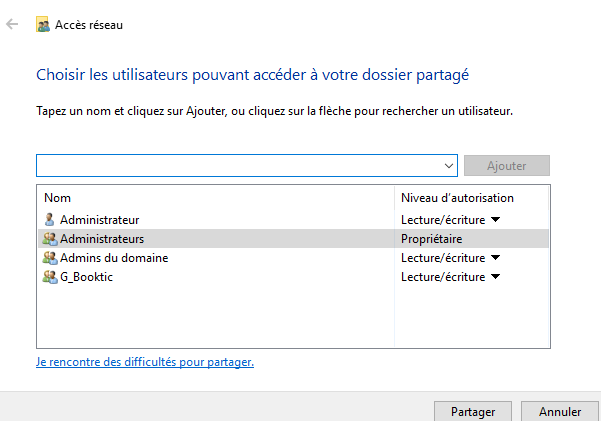 Accès réseau
Choisir les utilisateurs pouvant accéder à votre dossier partagé
Tapez un nom et cliquez sur Ajouter, ou cliquez sur la flèche pour rechercher un utilisateur.
Ajouter
Nom Niveau d'autorisation
Administrateur Lecture/écriture
Administrateurs Propriétaire
Admins du domaine Lecture/écriture
G_Booktic Lecture/écriture
Je rencontre des difficultés pour partager.
Partager Annuler